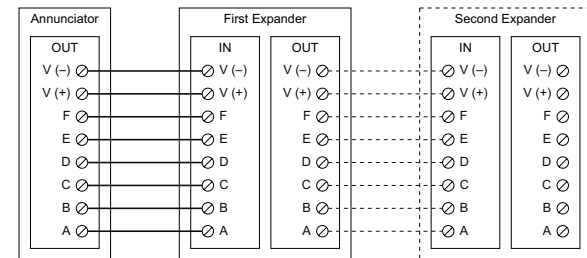 Annunciator First Expander Second Expander
OUT IN OUT IN OUT
V (–) V (–) V (–) V (–) V (–)
V (+) V (+) V (+) V (+) V (+)
F F F F F
E E E E E
D D D D D
C C C C C
B B B B B
A A A A A